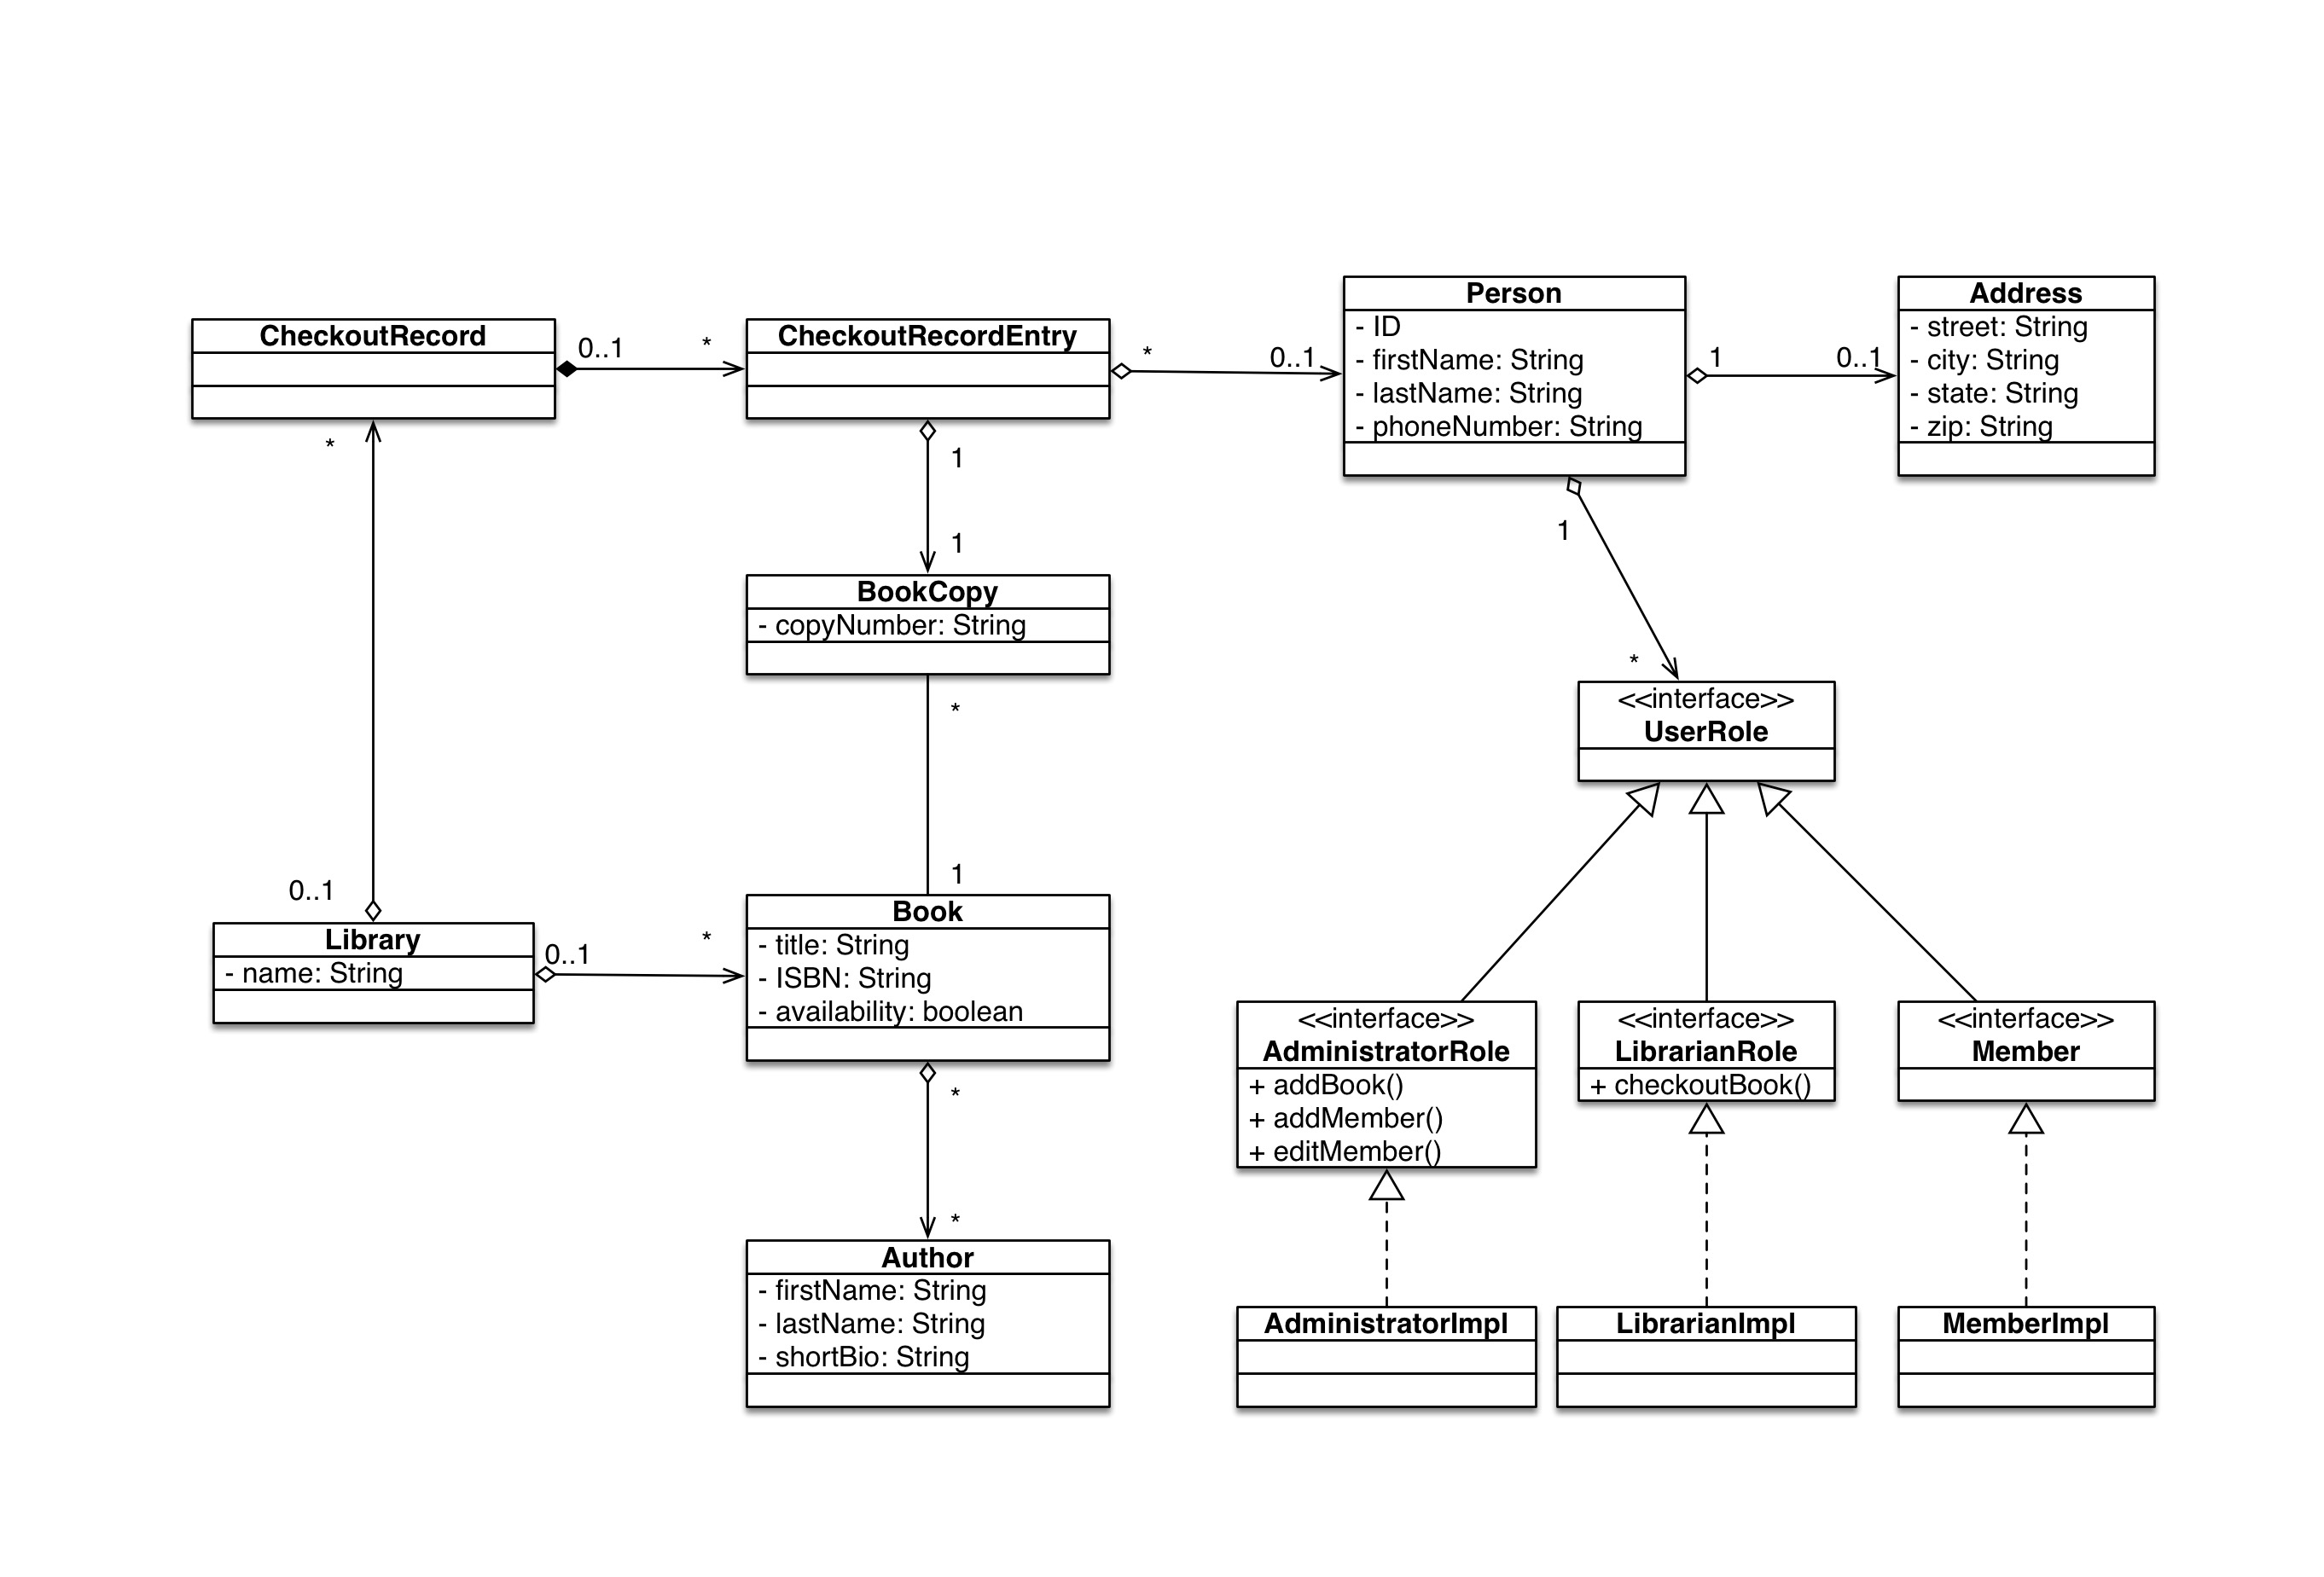 CheckoutRecord
0..1
*
CheckoutRecordEntry
*
0..1
Person
- ID
- firstName: String
- lastName: String
- phoneNumber: String
1
0..1
Address
- street: String
- city: String
- state: String
- zip: String
*
0..1
1
1
BookCopy
- copyNumber: String
*
1
1
*
<<interface>>
UserRole
Library
- name: String
0..1
*
Book
- title: String
- ISBN: String
- availability: boolean
*
*
Author
- firstName: String
- lastName: String
- shortBio: String
<<interface>>
AdministratorRole
+ addBook()
+ addMember()
+ editMember()
<<interface>>
LibrarianRole
+ checkoutBook()
<<interface>>
Member
AdministratorImpl
LibrarianImpl
MemberImpl